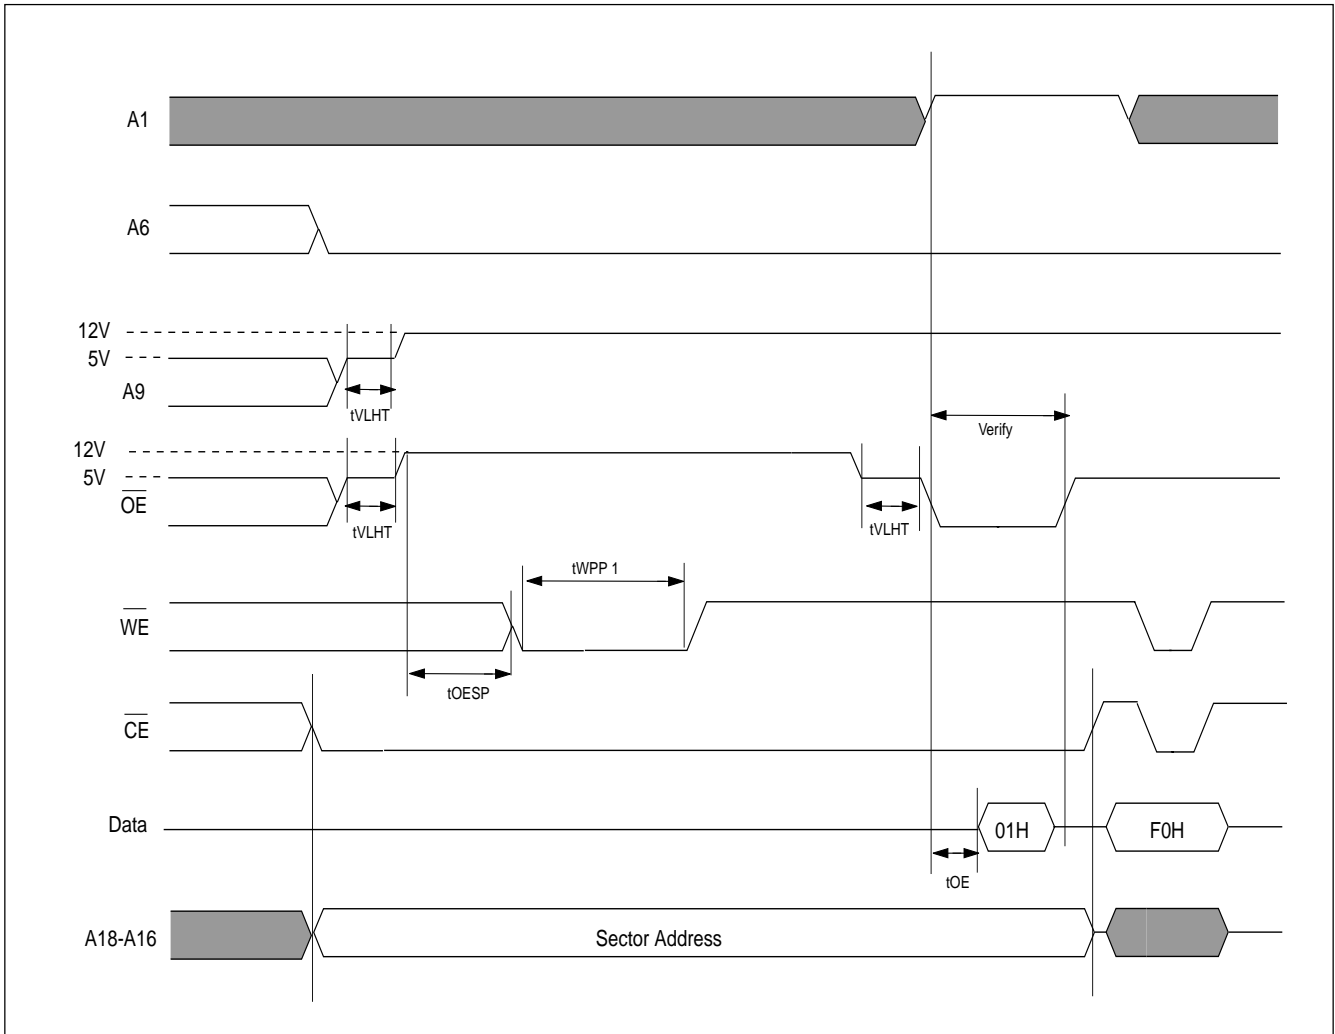 A1
A6
12V
5V
A9
tVLHT
Verify
12V
5V
OE
tVLHT
tVLHT
tWPP 1
WE
tOESP
CE
Data
01H
F0H
tOE
A18-A16
Sector Address